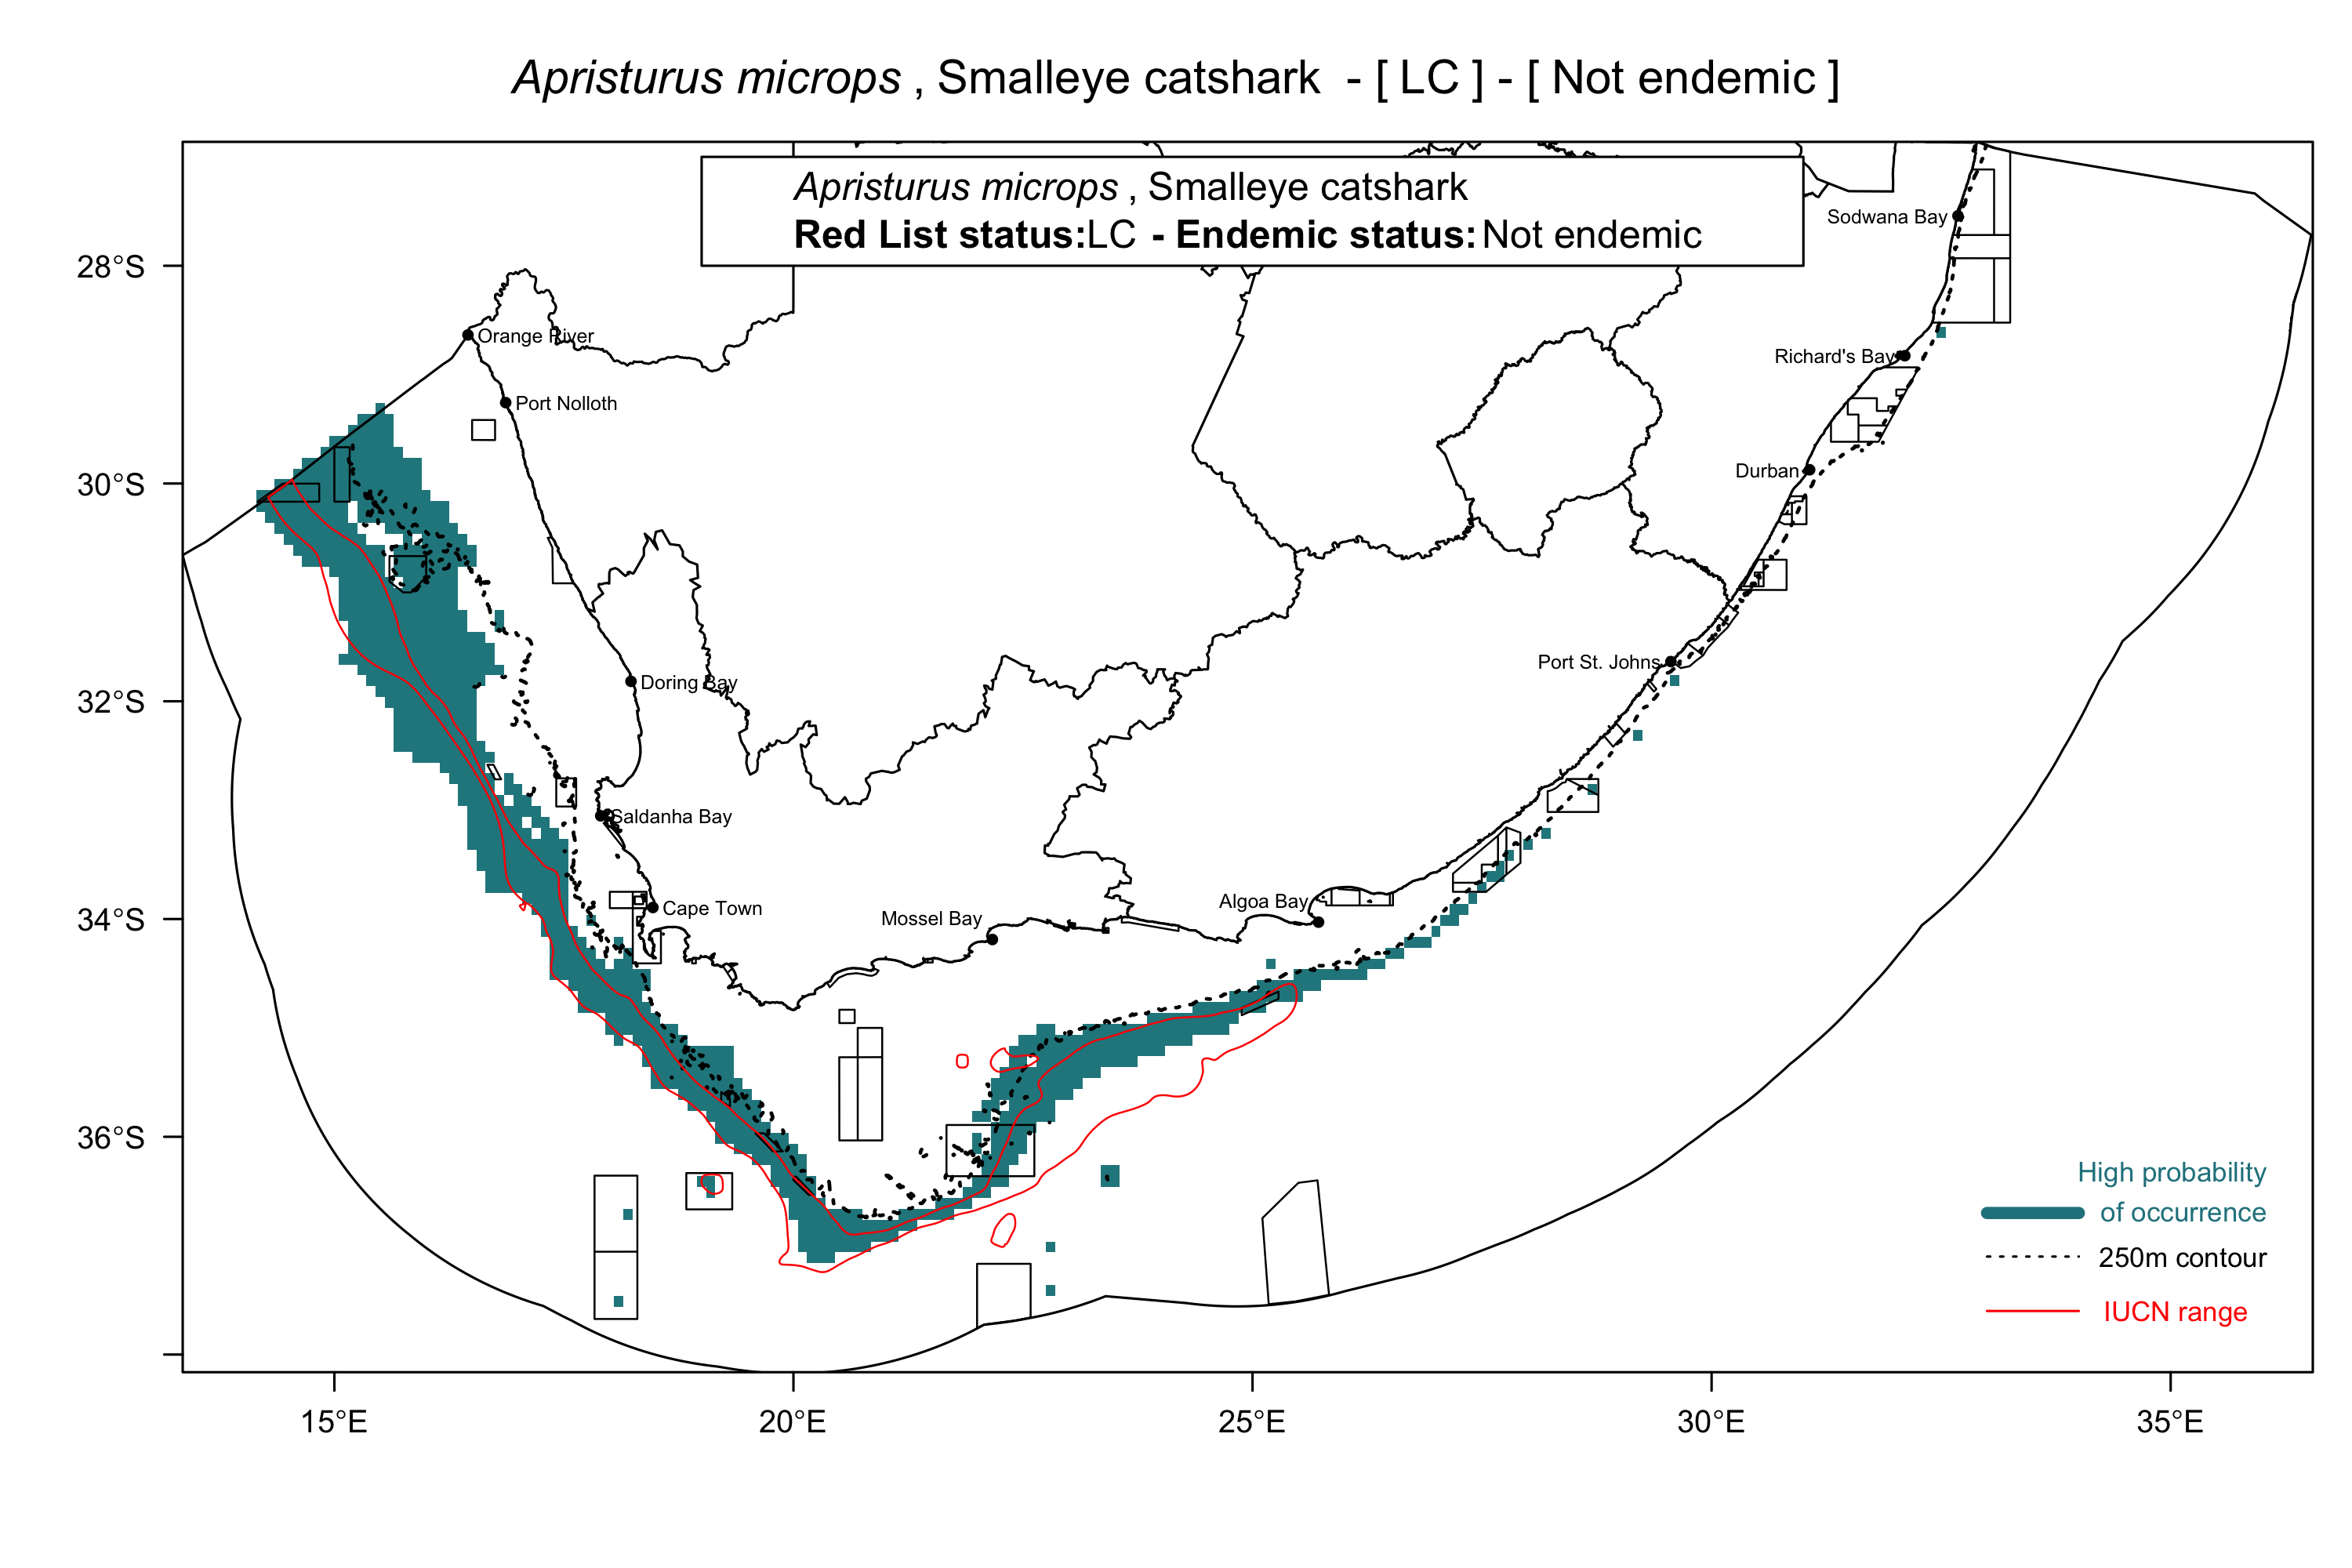 Apristurus microps , Smalleye catshark - [ LC ] - [ Not endemic ]
Apristurus microps , Smalleye catshark
Red List status:LC - Endemic status:Not endemic
Sodwana Bay
28°S
Orange River
Richard's Bay
Port Nolloth
Durban
30°S
Port St. Johns
Doring Bay
32°S
Saldanha Bay
Algoa Bay
Cape Town
Mossel Bay
34°S
36°S
High probability
of occurrence
250m contour
IUCN range
15°E
20°E
25°E
30°E
35°E